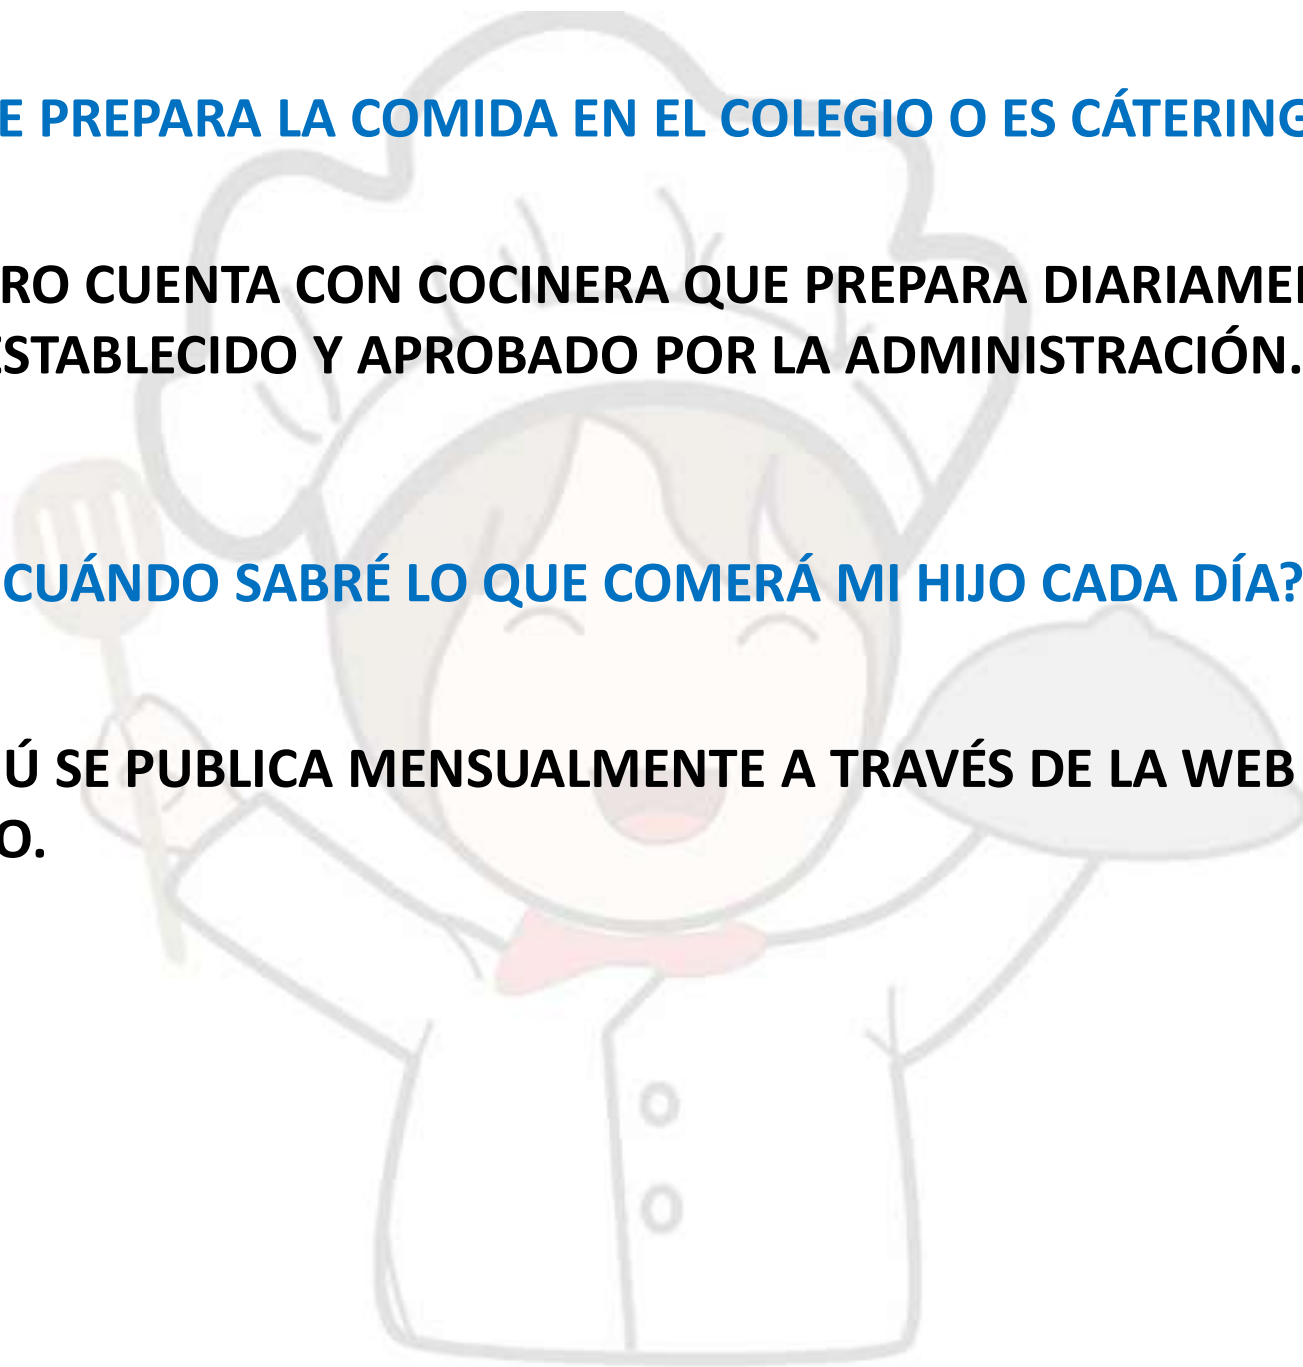 E PREPARA LA COMIDA EN EL COLEGIO O ES CÁTERING
RO CUENTA CON COCINERA QUE PREPARA DIARIAME
STABLECIDO Y APROBADO POR LA ADMINISTRACIÓN.
CUÁNDO SABRÉ LO QUE COMERÁ MI HIJO CADA DÍA?
Ú SE PUBLICA MENSUALMENTE A TRAVÉS DE LA WEB
O.